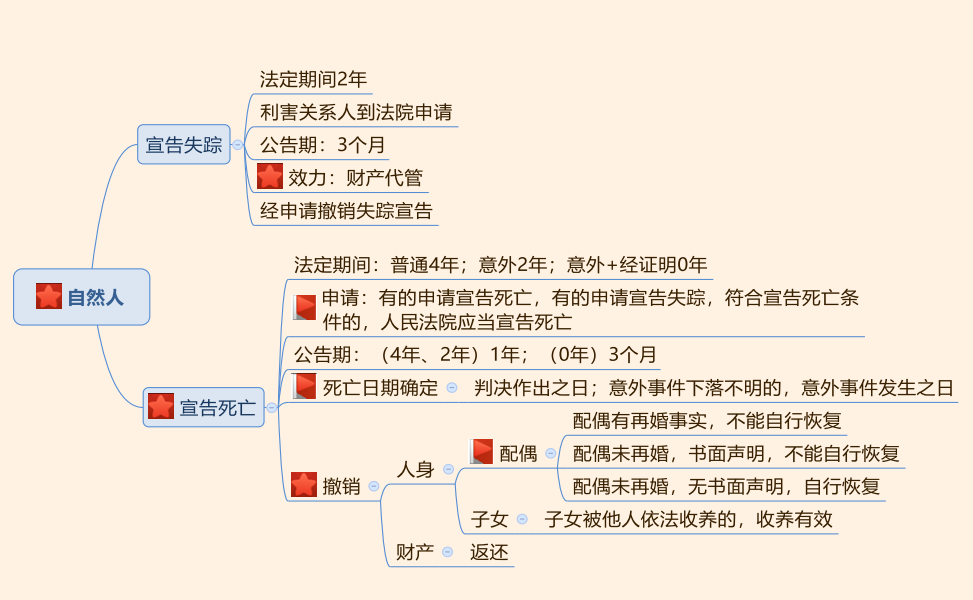 法定期间2年
利害关系人到法院申请
宣告失踪
公告期：3个月
效力：财产代管
经申请撤销失踪宣告
自然人
法定期间：普通4年；意外2年；意外+经证明0年
申请：有的申请宣告死亡，有的申请宣告失踪，符合宣告死亡条
件的，人民法院应当宣告死亡
公告期：（4年、2年）1年；（0年）3个月
宣告死亡
死亡日期确定
判决作出之日；意外事件下落不明的，意外事件发生之日
撤销
人身
配偶
配偶有再婚事实，不能自行恢复
配偶未再婚，书面声明，不能自行恢复
配偶未再婚，无书面声明，自行恢复
子女
子女被他人依法收养的，收养有效
财产
返还